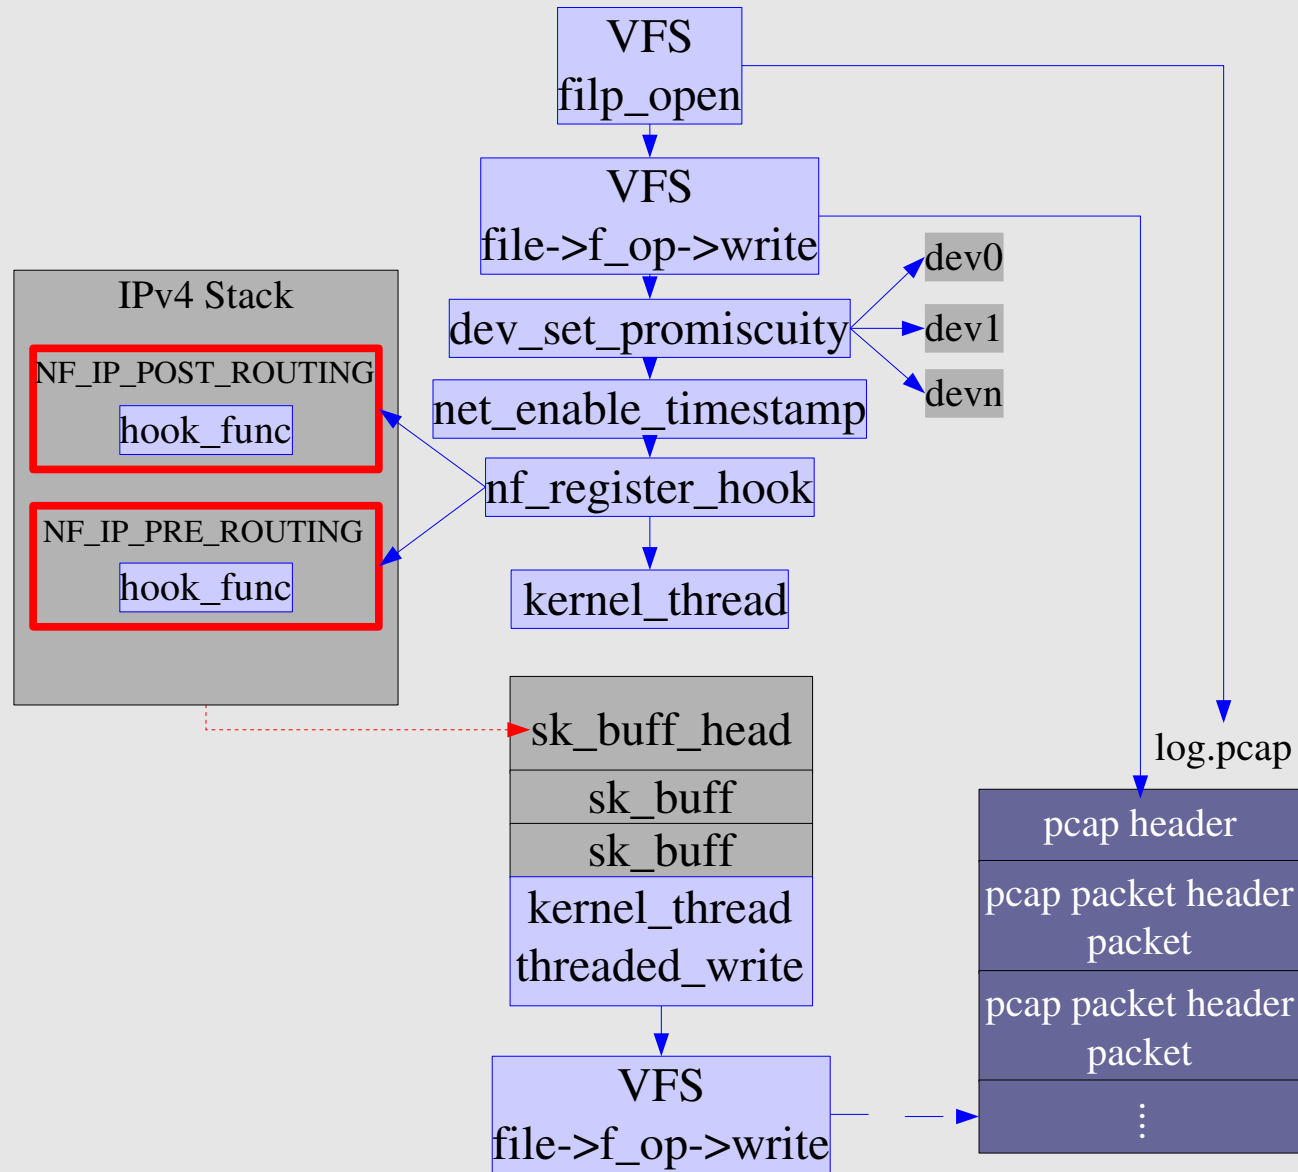 VFS
filp_open
VFS
file->f_op->write
dev0
dev_set_promiscuity
dev1
devn
net_enable_timestamp
nf_register_hook
kernel_thread
IPv4 Stack
NF_IP_POST_ROUTING
hook_func
NF_IP_PRE_ROUTING
hook_func
sk_buff_head
sk_buff
sk_buff
kernel_thread
threaded_write
VFS
file->f_op->write
log.pcap
pcap header
pcap packet header
packet
pcap packet header
packet
⋮